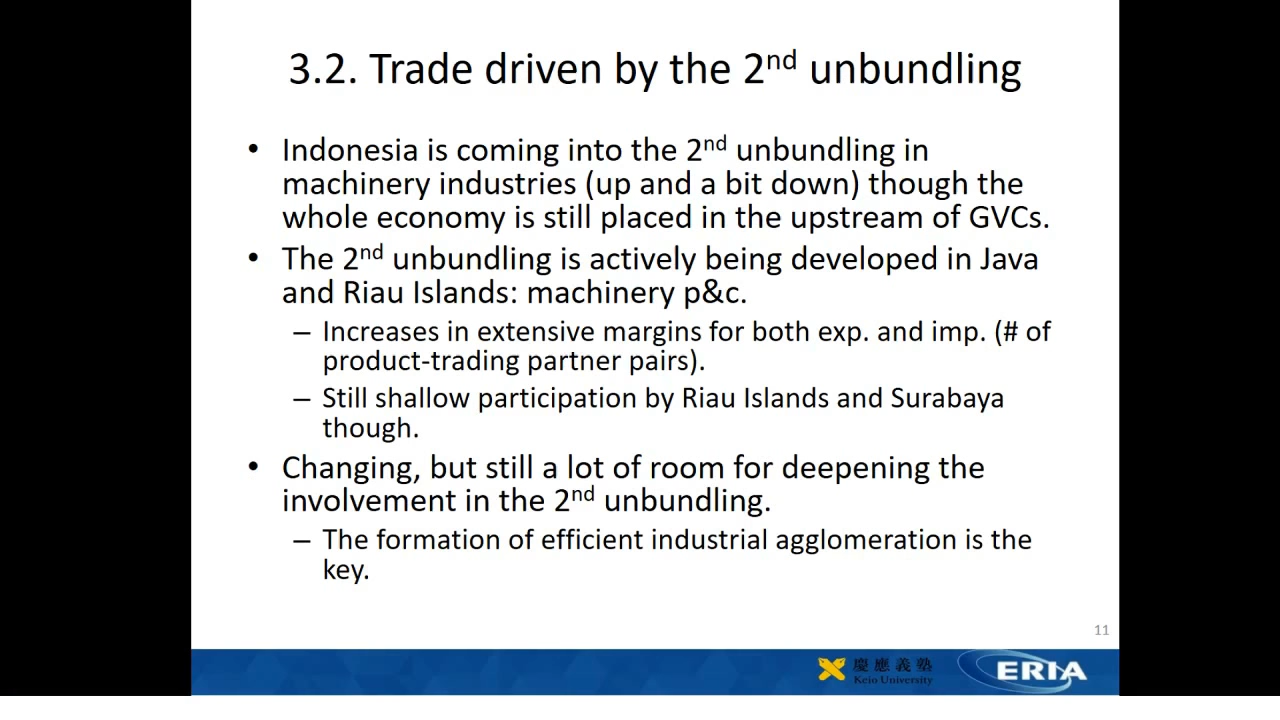 3.2. Trade driven by the 2nd unbundling
• Indonesia is coming into the 2nd unbundling in
machinery industries (up and a bit down) though the
whole economy is still placed in the upstream of GVCs.
• The 2nd unbundling is actively being developed in Java
and Riau Islands: machinery p&c.
– Increases in extensive margins for both exp. and imp. (# of
product-trading partner pairs).
– Still shallow participation by Riau Islands and Surabaya
though.
• Changing, but still a lot of room for deepening the
involvement in the 2nd unbundling.
– The formation of efficient industrial agglomeration is the
key.
11
慶應義塾
Keio University
ERIA